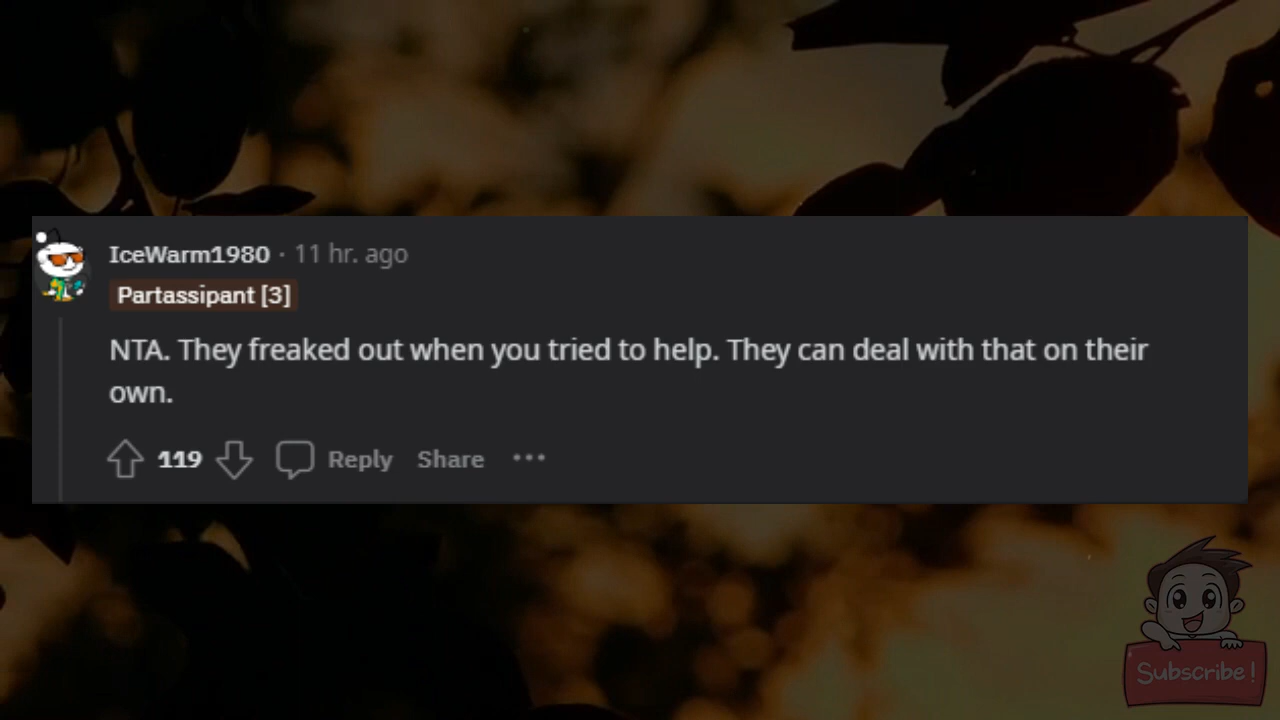 IceWarm1980 · 11 hr. ago
Partassipant [3]
NTA. They freaked out when you tried to help. They can deal with that on their
own.
119 Reply Share ···
Subscribe!